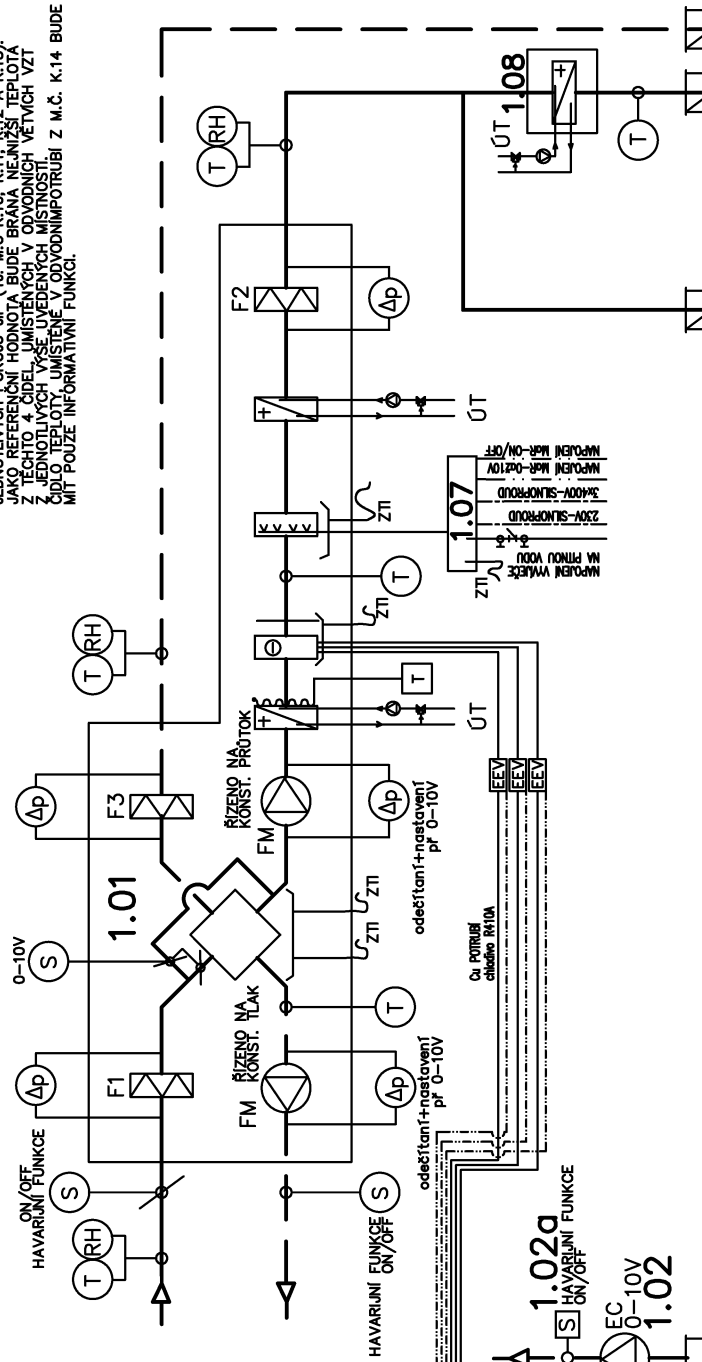 JAKO REFERENČNÍ HODNOTA BUDE BRÁNA NEJNIŽŠÍ TEPLOTA
Z TĚCHTO 4 ČIDEL, UMÍSTĚNÝCH V ODVODNÍCH VĚTVÍCH VZT
Z JEDNOTLIVÝCH VÝŠE UVEDENÝCH MÍSTNOSTÍ.
ČIDLO TEPLOTY, UMÍSTĚNÉ V ODVODNÍMPOTRUBÍ Z M.Č. K.14 BUDE
MÍT POUZE INFORMATIVNÍ FUNKCI.
T
RH
ON/OFF
HAVARIJNÍ FUNKCE
S
Δp
F1
0-10V
S
1.01
Δp
F3
T
RH
T
RH
HAVARIJNÍ FUNKCE
ON/OFF
S
FM
ŘÍZENO NA
KONST. TLAK
Δp
odečítaní+nastavení
př 0-10V
T
ZTI
ZTI
FM
ŘÍZENO NA
KONST. PRŮTOK
Δp
odečítaní+nastavení
př 0-10V
+
ÚT
T
ZTI
T
ZTI
+
ÚT
F2
Δp
1.07
ZTI
NAPOJENÍ VYVÍJEČE
NA PITNOU VODU
230V-SILNOPROUD
3x400V-SILNOPROUD
NAPOJENÍ MaR-0až10V
NAPOJENÍ MaR-ON/OFF
1.08
+
ÚT
T
EEV
EEV
EEV
Cu POTRUBÍ
chladivo R410A
1.02a
S
HAVARIJNÍ FUNKCE
ON/OFF
EC
0-10V
1.02